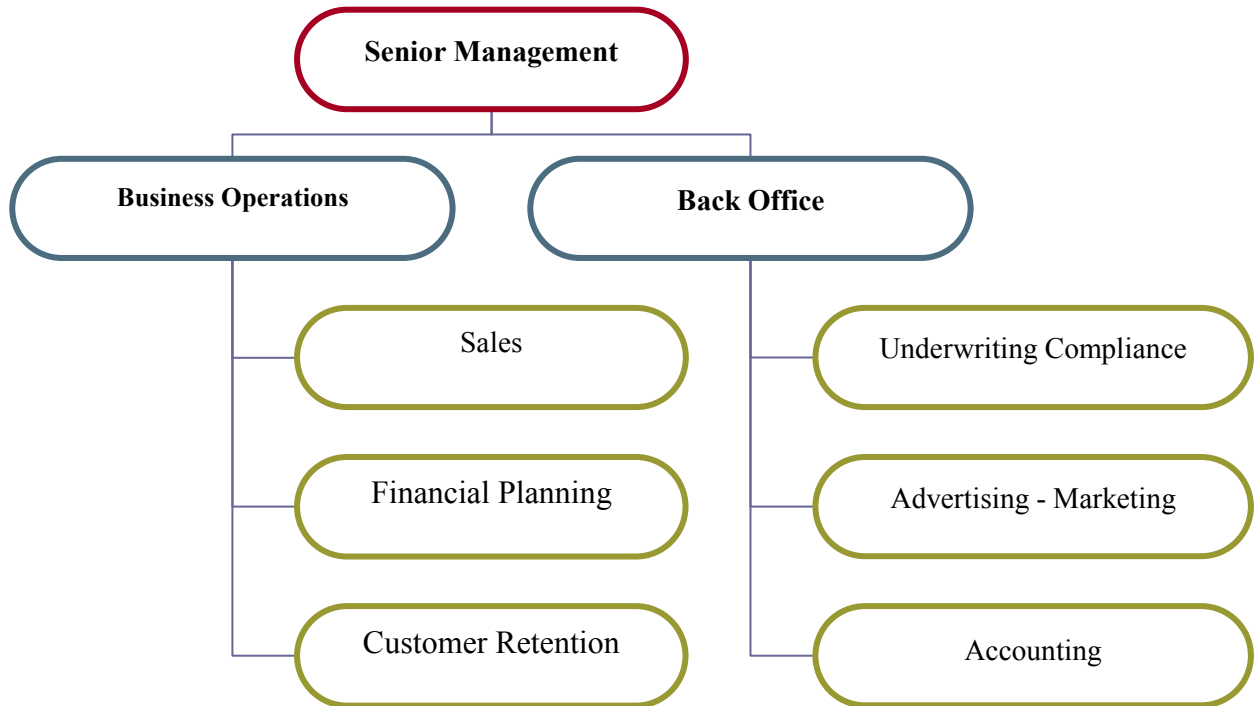 Senior Management
Business Operations
Back Office
Sales
Underwriting Compliance
Financial Planning
Advertising - Marketing
Customer Retention
Accounting